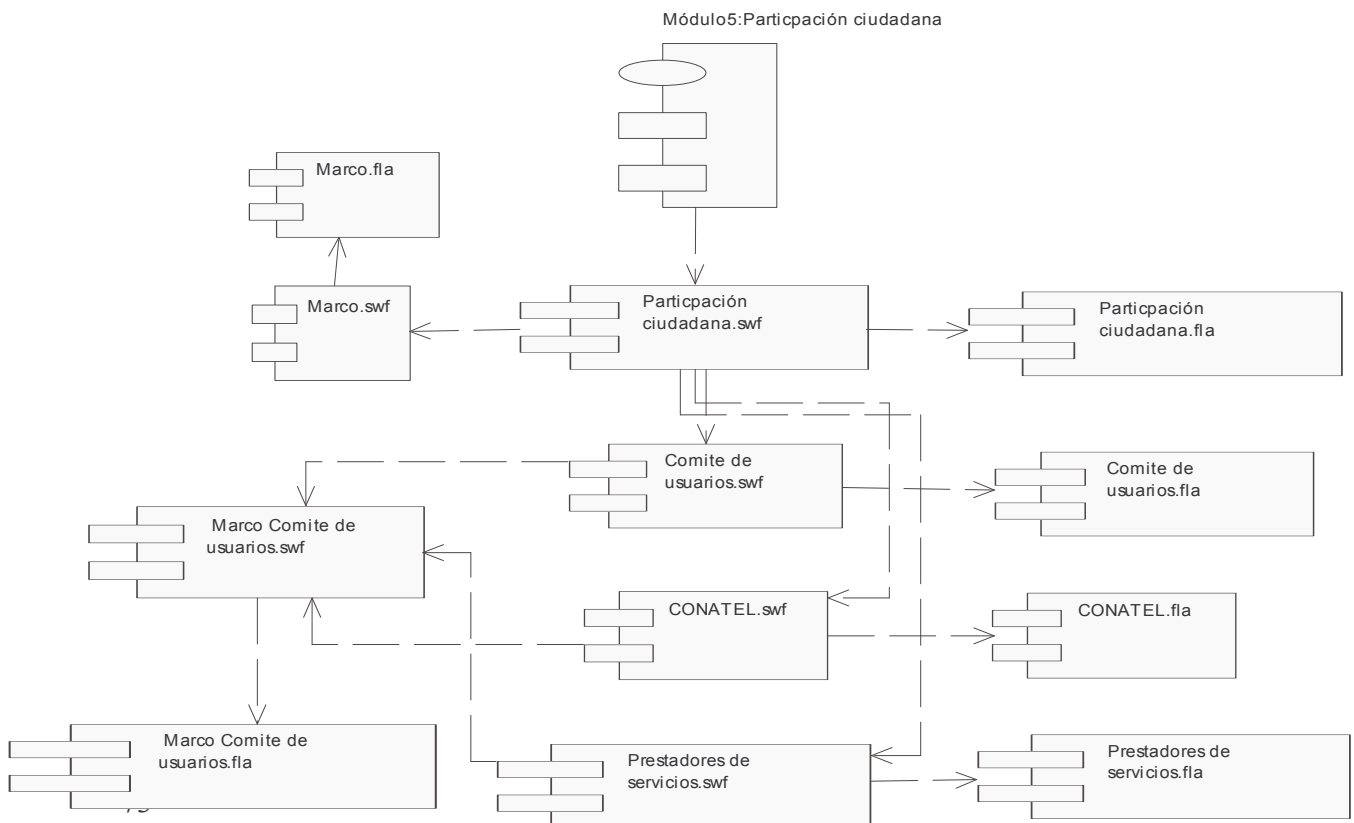 Módulo5:Particpación ciudadana
Marco.fla
Marco.swf
Particpación
ciudadana.swf
Particpación
ciudadana.fla
Comite de
usuarios.swf
Comite de
usuarios.fla
Marco Comite de
usuarios.swf
CONATEL.swf
CONATEL.fla
Marco Comite de
usuarios.fla
Prestadores de
servicios.swf
Prestadores de
servicios.fla